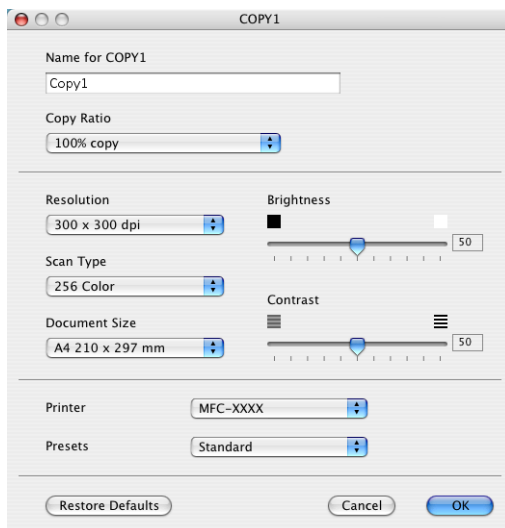 COPY1
Name for COPY1
Copy1
Copy Ratio
100% copy
Resolution
300 x 300 dpi
Scan Type
256 Color
Document Size
A4 210 x 297 mm
Brightness
50
Contrast
50
Printer
MFC-XXXX
Presets
Standard
Restore Defaults
Cancel
OK